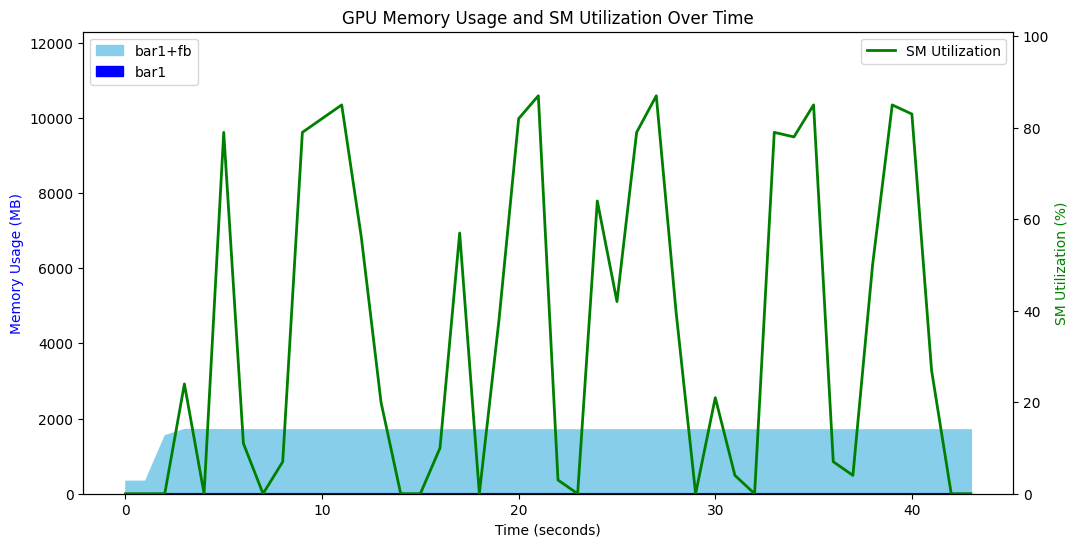 GPU Memory Usage and SM Utilization Over Time
bar1+fb
bar1
SM Utilization
Memory Usage (MB)
12000
10000
8000
6000
4000
2000
0
SM Utilization (%)
100
80
60
40
20
0
0 10 20 30 40
Time (seconds)